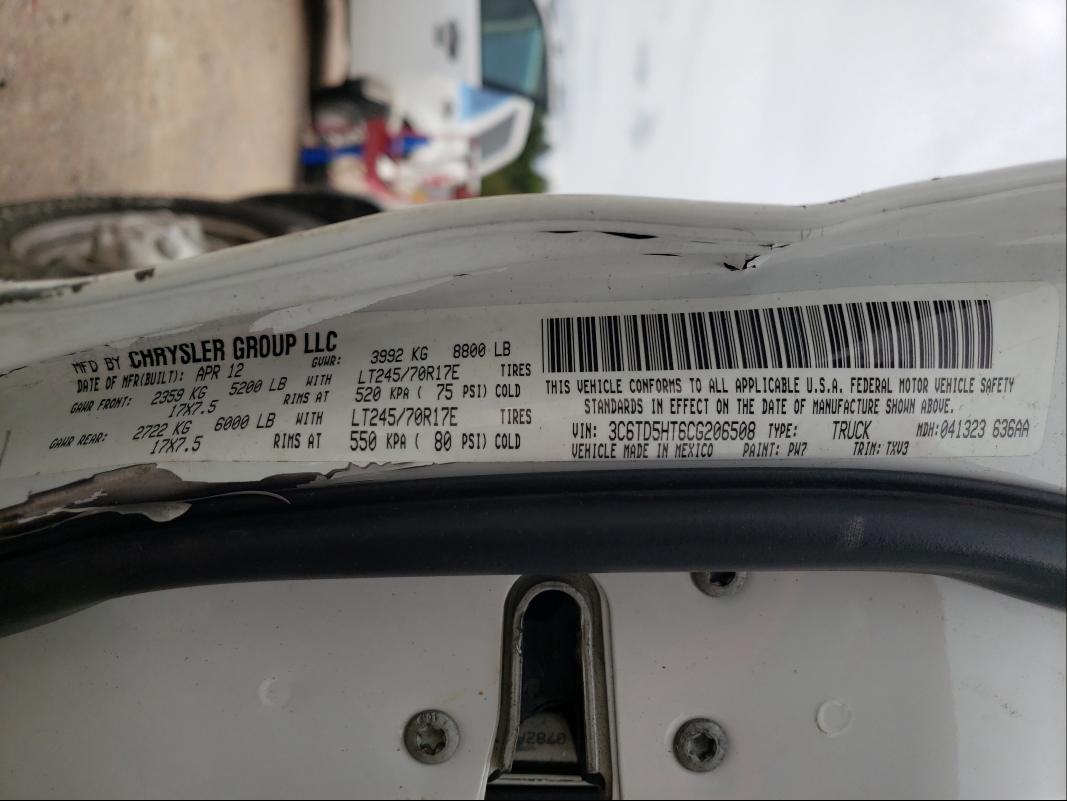 MFD BY CHRYSLER GROUP LLC
DATE OF MFR(BUILT): APR 12 GVWR: 3992 KG 8800 LB
GAWR FRONT: 2359 KG 5200 LB WITH LT245/70R17E TIRES
17X7.5 RIMS AT 520 KPA ( 75 PSI) COLD
GAWR REAR: 2722 KG 6000 LB WITH LT245/70R17E TIRES
17X7.5 RIMS AT 550 KPA ( 80 PSI) COLD
THIS VEHICLE CONFORMS TO ALL APPLICABLE U.S.A. FEDERAL MOTOR VEHICLE SAFETY
STANDARDS IN EFFECT ON THE DATE OF MANUFACTURE SHOWN ABOVE.
VIN: 3C6TD5HT6CG206508 TYPE: TRUCK MDH: 041323 636AA
VEHICLE MADE IN MEXICO PAINT: PW7 TRIM: TXV3